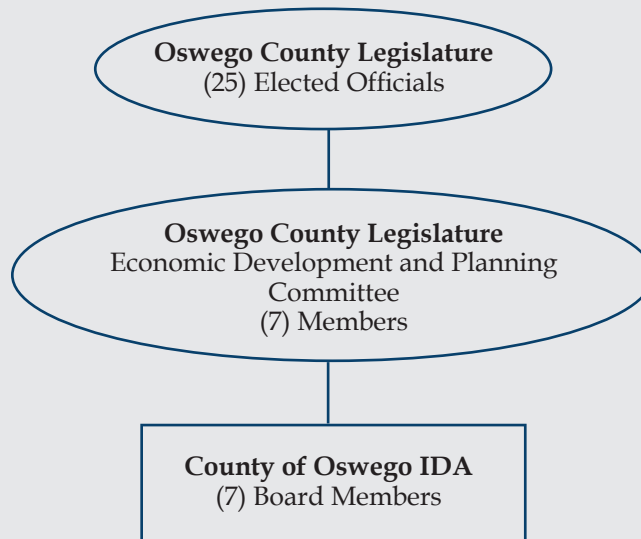 Oswego County Legislature
(25) Elected Officials
Oswego County Legislature
Economic Development and Planning
Committee
(7) Members
County of Oswego IDA
(7) Board Members